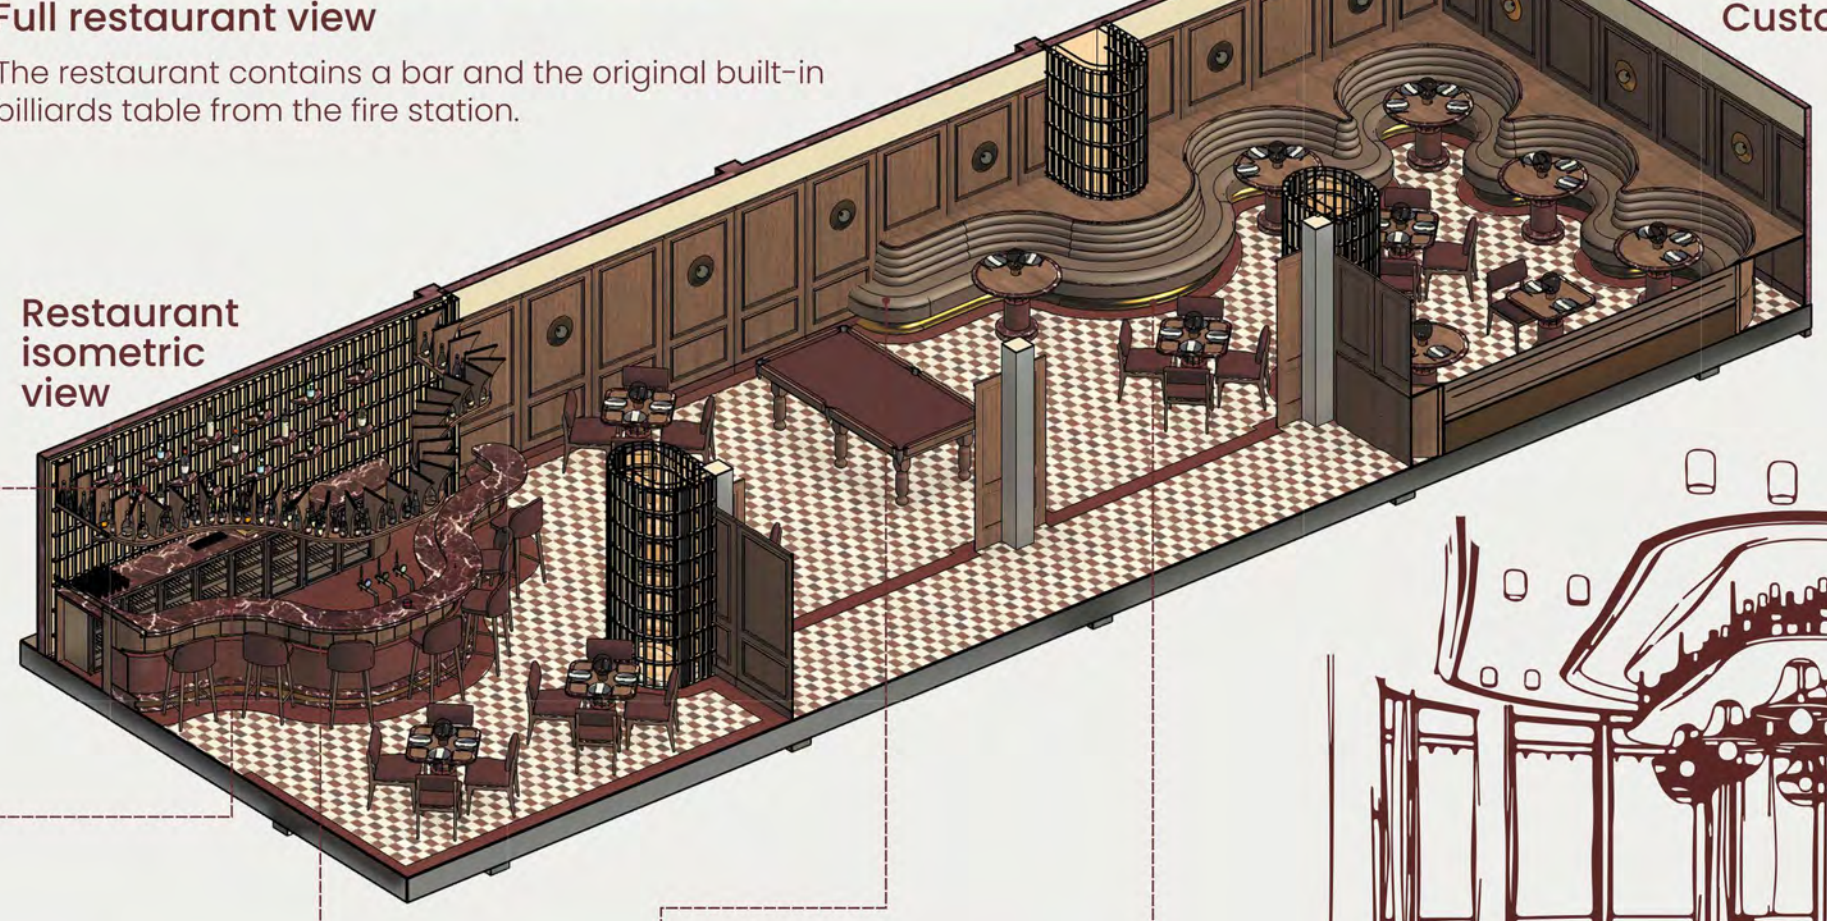 Full restaurant view
The restaurant contains a bar and the original built-in
billiards table from the fire station.
Restaurant
isometric
view